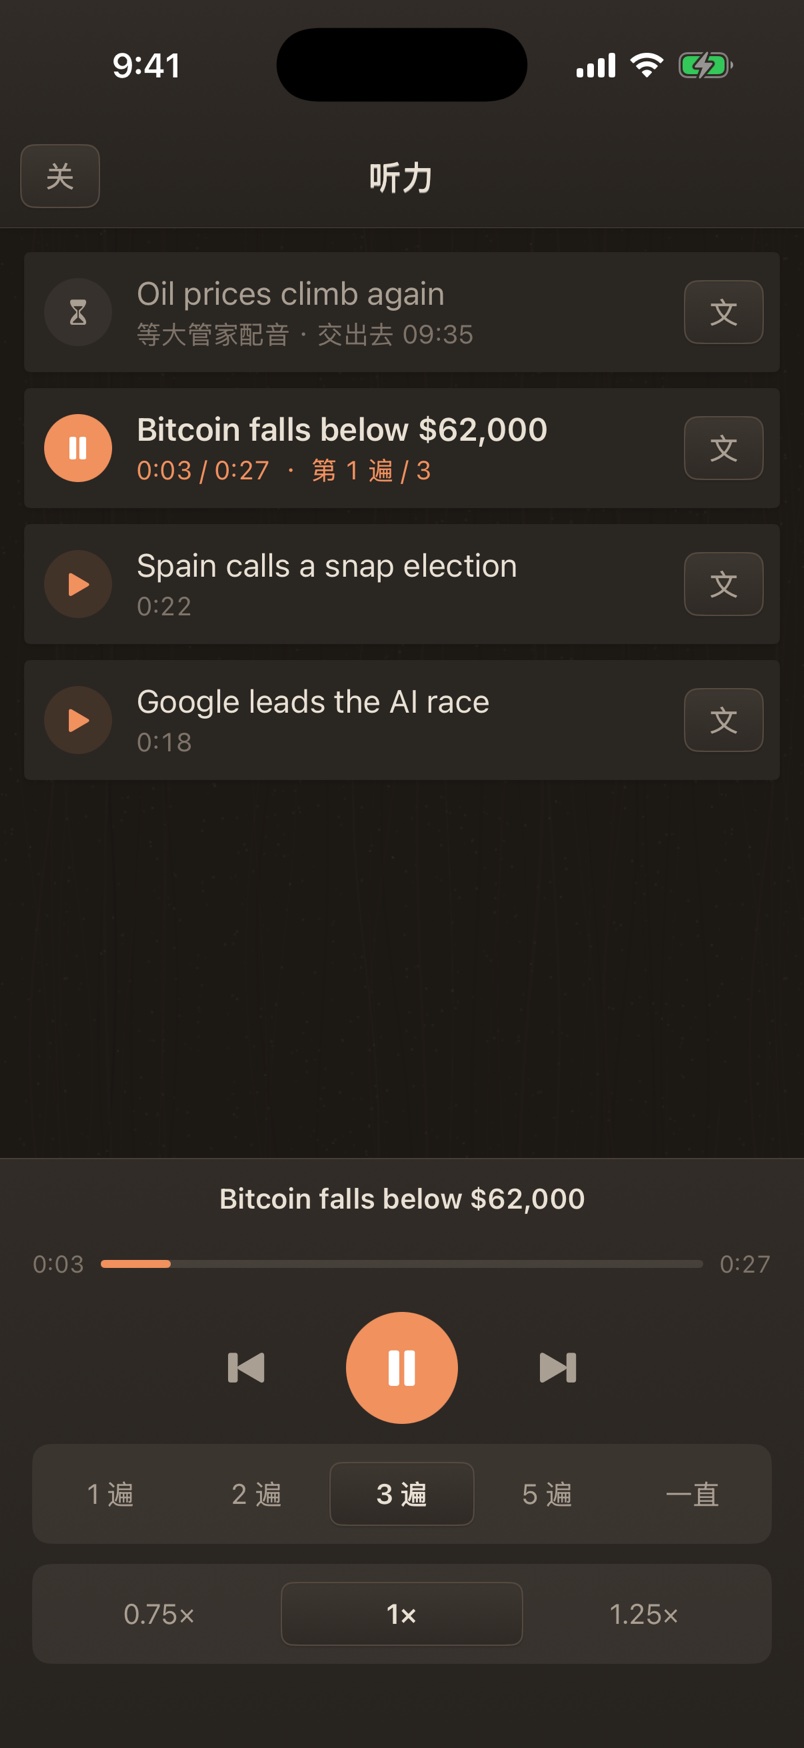 9:41
关
听力
Oil prices climb again
等大管家配音 · 交出去 09:35
文
Bitcoin falls below $62,000
0:03 / 0:27 · 第 1 遍 / 3
文
Spain calls a snap election
0:22
文
Google leads the AI race
0:18
文
Bitcoin falls below $62,000
0:03
0:27
1 遍
2 遍
3 遍
5 遍
一直
0.75×
1×
1.25×